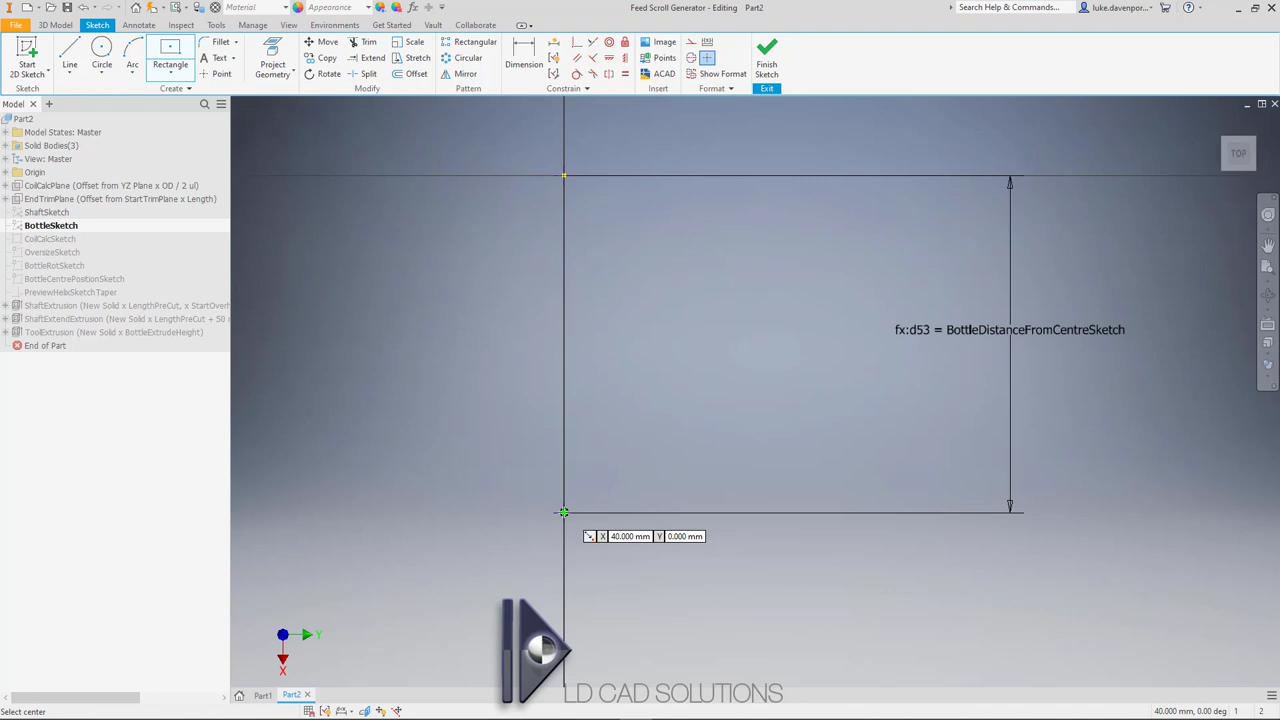 Material
Appearance
Feed Scroll Generator - Editing Part2
Search Help & Commands...
luke.davenpor...
File
3D Model
Sketch
Annotate
Inspect
Tools
Manage
View
Environments
Get Started
Vault
Collaborate
Start
2D Sketch
Line
Circle
Arc
Rectangle
Fillet
Text
Point
Project
Geometry
Move
Copy
Rotate
Trim
Extend
Split
Scale
Stretch
Offset
Rectangular
Circular
Mirror
Dimension
Image
Points
ACAD
Show Format
Finish
Sketch
Sketch
Create
Modify
Pattern
Constrain
Insert
Format
Exit
Model
Part2
Model States: Master
Solid Bodies(3)
View: Master
Origin
CoilCalcPlane (Offset from YZ Plane x OD / 2 ul)
EndTrimPlane (Offset from StartTrimPlane x Length)
ShaftSketch
BottleSketch
CoilCalcSketch
OversizeSketch
BottleRotSketch
BottleCentrePositionSketch
PreviewHelixSketchTaper
ShaftExtrusion (New Solid x LengthPreCut, x StartOverh
ShaftExtendExtrusion (New Solid x LengthPreCut + 50 m
ToolExtrusion (New Solid x BottleExtrudeHeight)
End of Part
TOP
fx:d53 = BottleDistanceFromCentreSketch
X 40.000 mm Y 0.000 mm
Y
X
LD CAD SOLUTIONS
Part1
Part2
Select center
40.000 mm, 0.00 deg
1
2